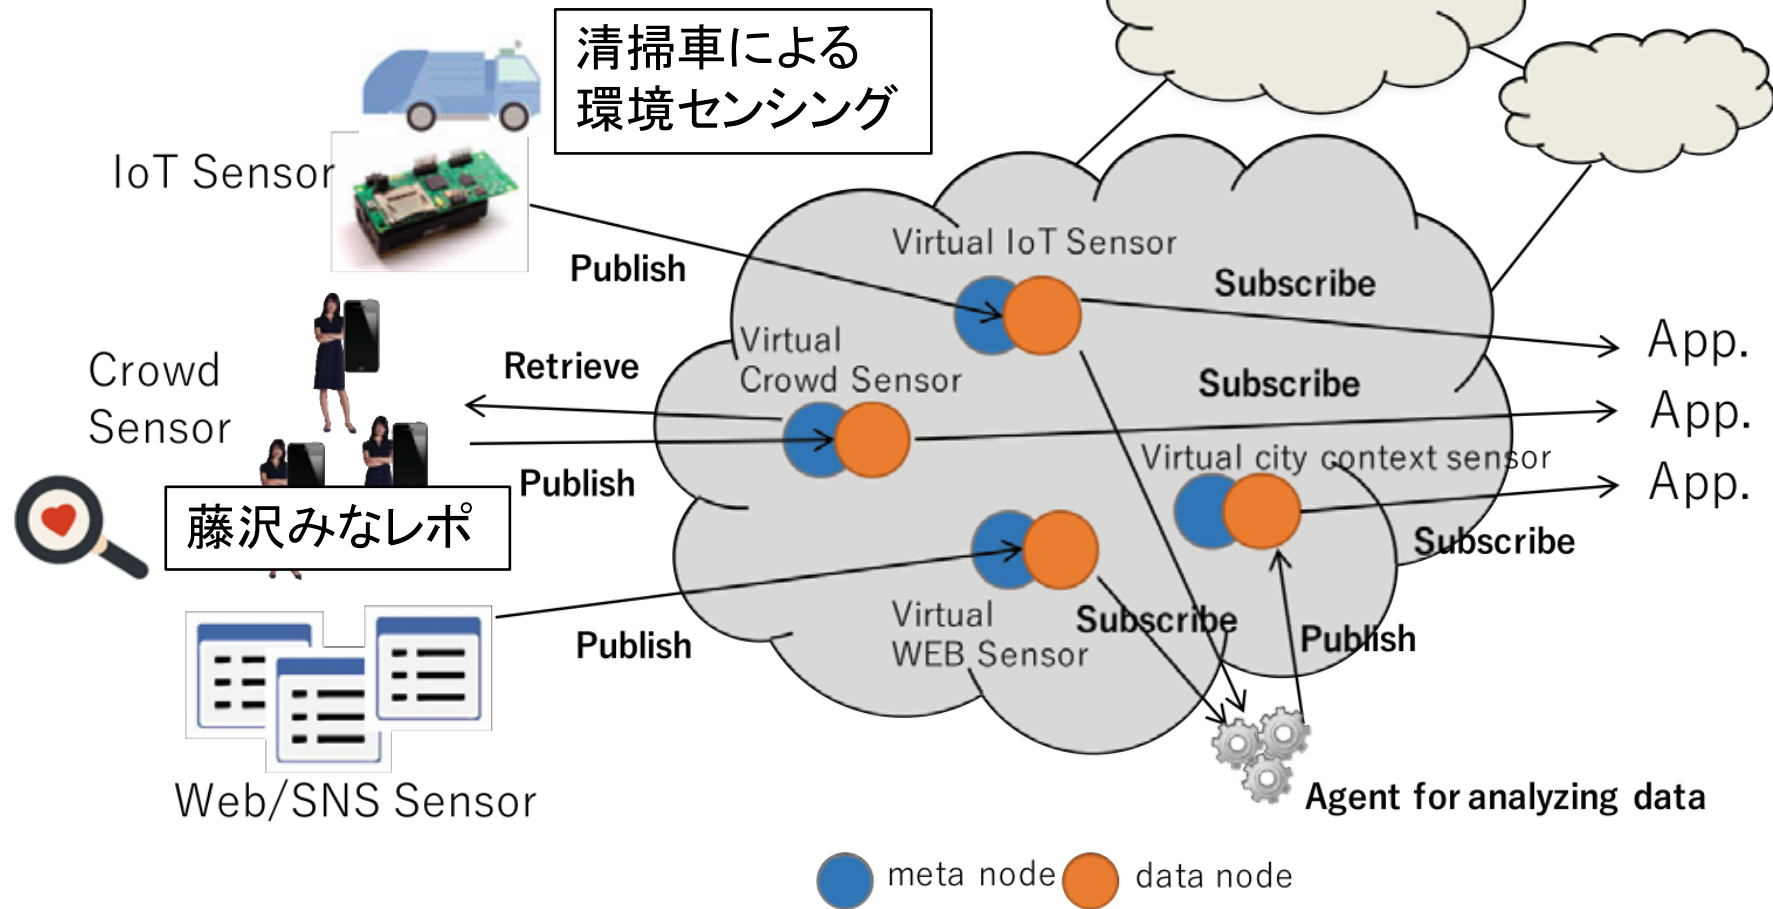 清掃車による
環境センシング
IoT Sensor
Publish
Virtual IoT Sensor
Subscribe
App.
Crowd
Sensor
Retrieve
Virtual
Crowd Sensor
Subscribe
App.
Publish
藤沢みなレポ
Virtual city context sensor
App.
Subscribe
Publish
Virtual
WEB Sensor
Subscribe
Publish
Web/SNS Sensor
Agent for analyzing data
meta node
data node